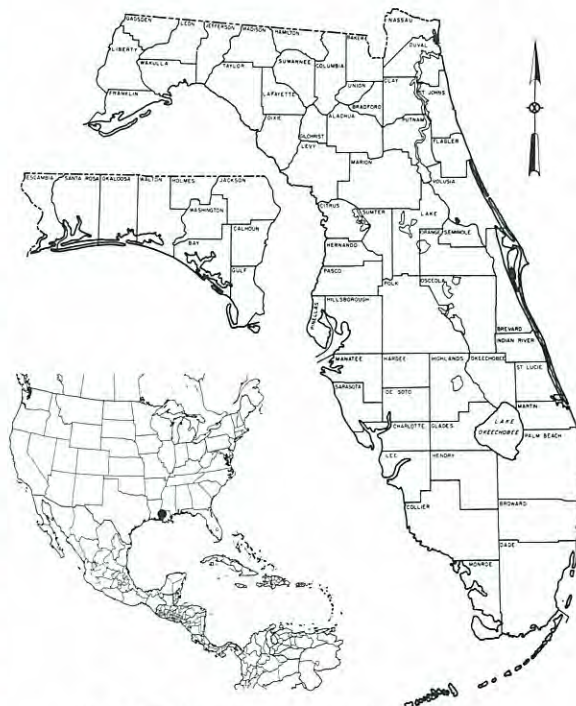 NASSAU
GADSDEN
LEON
JEFFERSON
MADISON
HAMILTON
BAKER
DUVAL
LIBERTY
WAKULLA
TAYLOR
SUWANNEE
COLUMBIA
UNION
CLAY
ST JOHNS
FRANKLIN
LAFAYETTE
BRADFORD
DIXIE
GILCHRIST
ALACHUA
PUTNAM
FLAGLER
LEVY
MARION
VOLUSIA
ESCAMBIA
SANTA ROSA
OKALOOSA
WALTON
HOLMES
JACKSON
WASHINGTON
CALHOUN
BAY
GULF
CITRUS
SUMTER
LAKE
ORANGE
SEMINOLE
HERNANDO
PASCO
POLK
OSCEOLA
HILLSBOROUGH
PINELLAS
BREVARD
INDIAN RIVER
MANATEE
HARDEE
HIGHLANDS
OKEECHOBEE
ST LUCIE
SARASOTA
DE SOTO
MARTIN
CHARLOTTE
GLADES
LAKE
OKEECHOBEE
PALM BEACH
LEE
HENDRY
COLLIER
BROWARD
DADE
MONROE